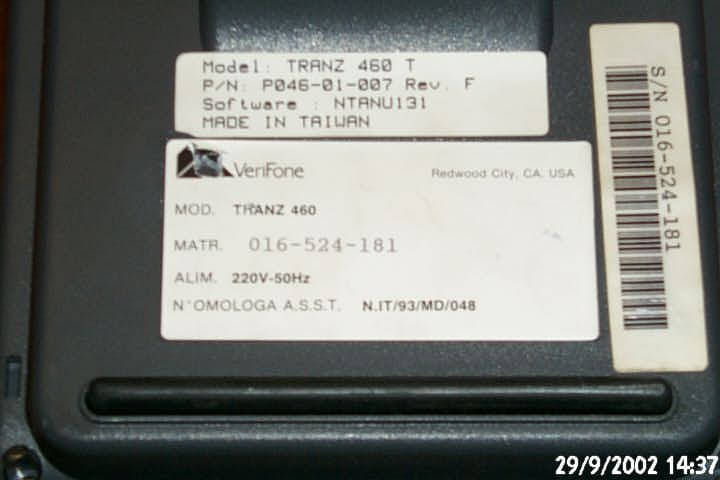 Model: TRANZ 460 T
P/N: P046-01-007 Rev. F
Software : NTANU131
MADE IN TAIWAN
VeriFone
Redwood City, CA. USA
MOD. TRANZ 460
MATR. 016-524-181
ALIM. 220V-50Hz
N°OMOLOGA A.S.S.T. N.IT/93/MD/048
S/N 016-524-181
29/9/2002 14:37